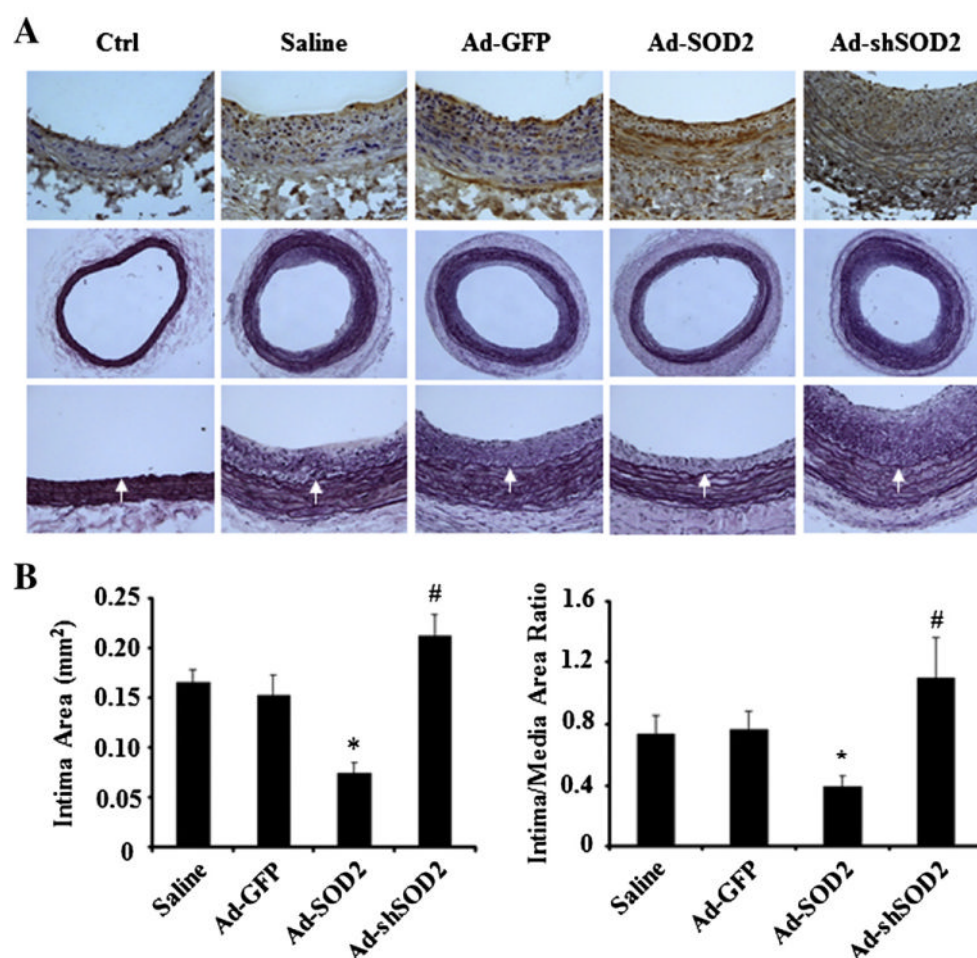 A
Ctrl
Saline
Ad-GFP
Ad-SOD2
Ad-shSOD2
B
Intima Area (mm²)
0.25
0.20
0.15
0.10
0.05
0
*
#
Saline
Ad-GFP
Ad-SOD2
Ad-shSOD2
Intima/Media Area Ratio
1.6
1.2
0.8
0.4
0
*
#
Saline
Ad-GFP
Ad-SOD2
Ad-shSOD2